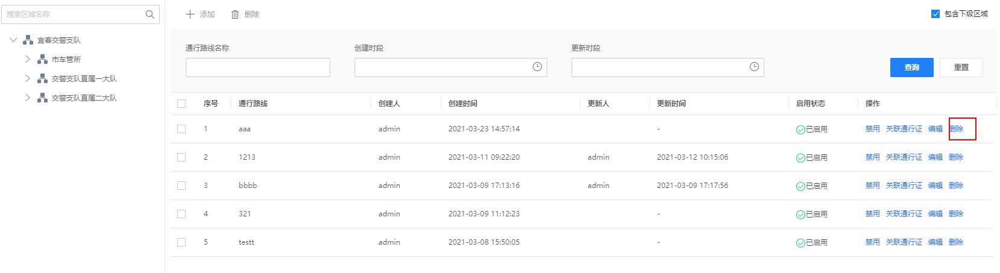 搜索区域名称
宜春交警支队
市车管所
交警支队直属一大队
交警支队直属二大队
添加 删除
包含下级区域
通行路线名称 创建时段 更新时段
查询 重置
序号 通行路线 创建人 创建时间 更新人 更新时间 启用状态 操作
1 aaa admin 2021-03-23 14:57:14 - 已启用 禁用 关联通行证 编辑 删除
2 1213 admin 2021-03-11 09:22:20 admin 2021-03-12 10:15:06 已启用 禁用 关联通行证 编辑 删除
3 bbbb admin 2021-03-09 17:13:16 admin 2021-03-09 17:17:56 已启用 禁用 关联通行证 编辑 删除
4 321 admin 2021-03-09 11:12:23 - 已启用 禁用 关联通行证 编辑 删除
5 testt admin 2021-03-08 15:50:05 - 已启用 禁用 关联通行证 编辑 删除